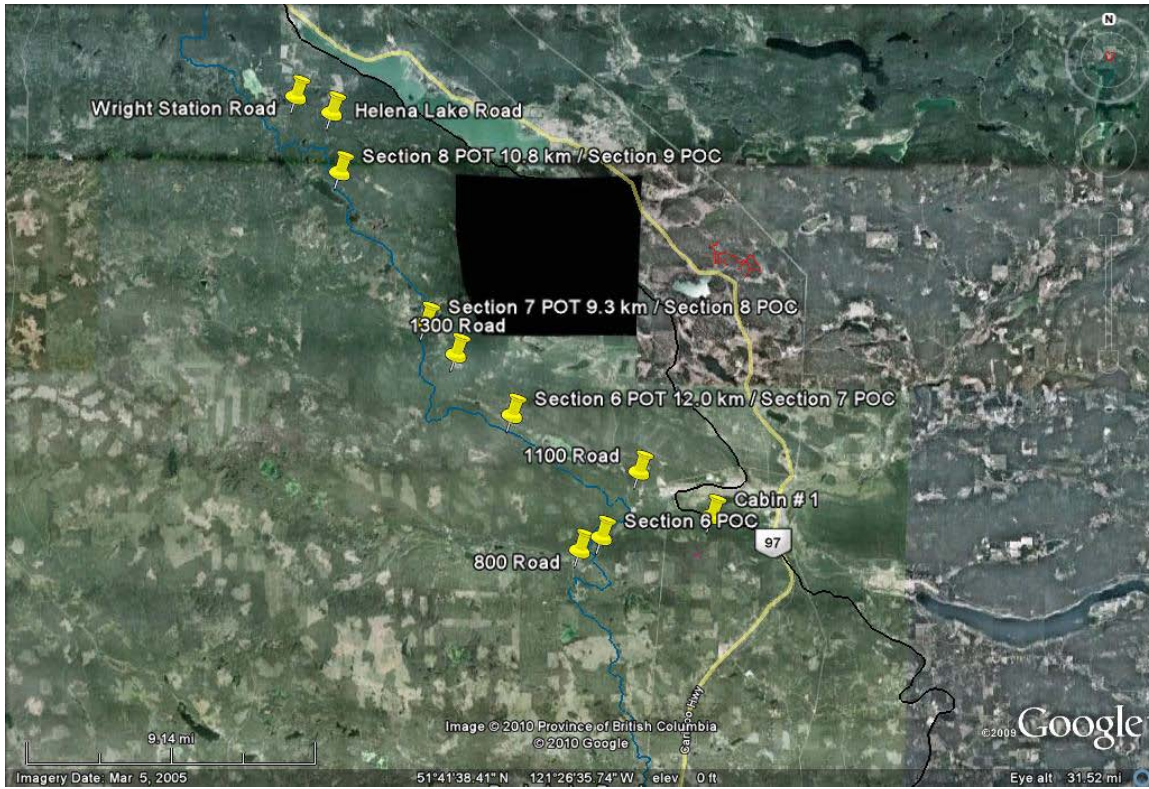 N
Wright Station Road
Helena Lake Road
Section 8 POT 10.8 km / Section 9 POC
Section 7 POT 9.3 km / Section 8 POC
1300 Road
Section 6 POT 12.0 km / Section 7 POC
1100 Road
Cabin # 1
Section 6 POC
97
800 Road
Image © 2010 Province of British Columbia
© 2010 Google
©2009 Google
9.14 mi
Imagery Date: Mar 5, 2005
51°41'38.41" N 121°26'35.74" W elev 0 ft
Eye alt 31.52 mi